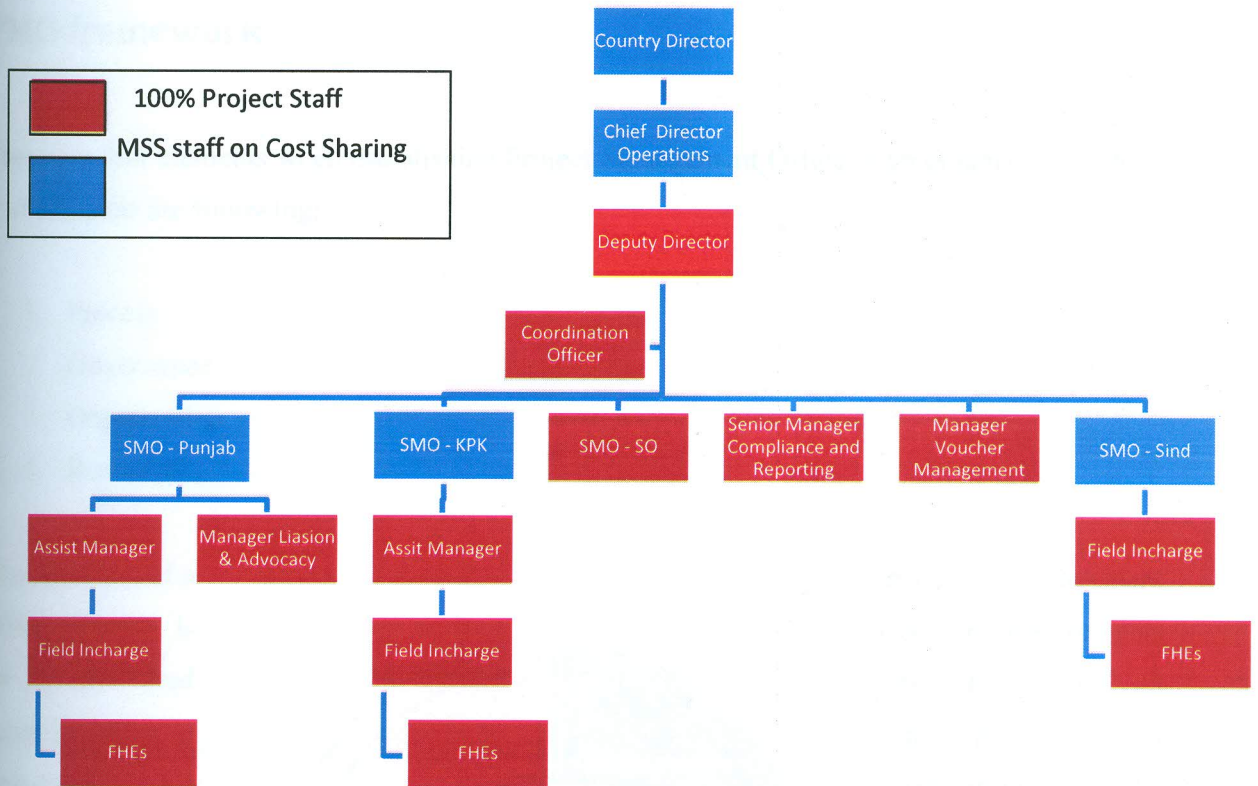 Country Director
100% Project Staff
MSS staff on Cost Sharing
Chief Director
Operations
Deputy Director
Coordination
Officer
SMO - Punjab
SMO - KPK
SMO - SO
Senior Manager
Compliance and
Reporting
Manager
Voucher
Management
SMO - Sind
Assist Manager
Manager Liasion
& Advocacy
Assit Manager
Field Incharge
Field Incharge
Field Incharge
FHEs
FHEs
FHEs